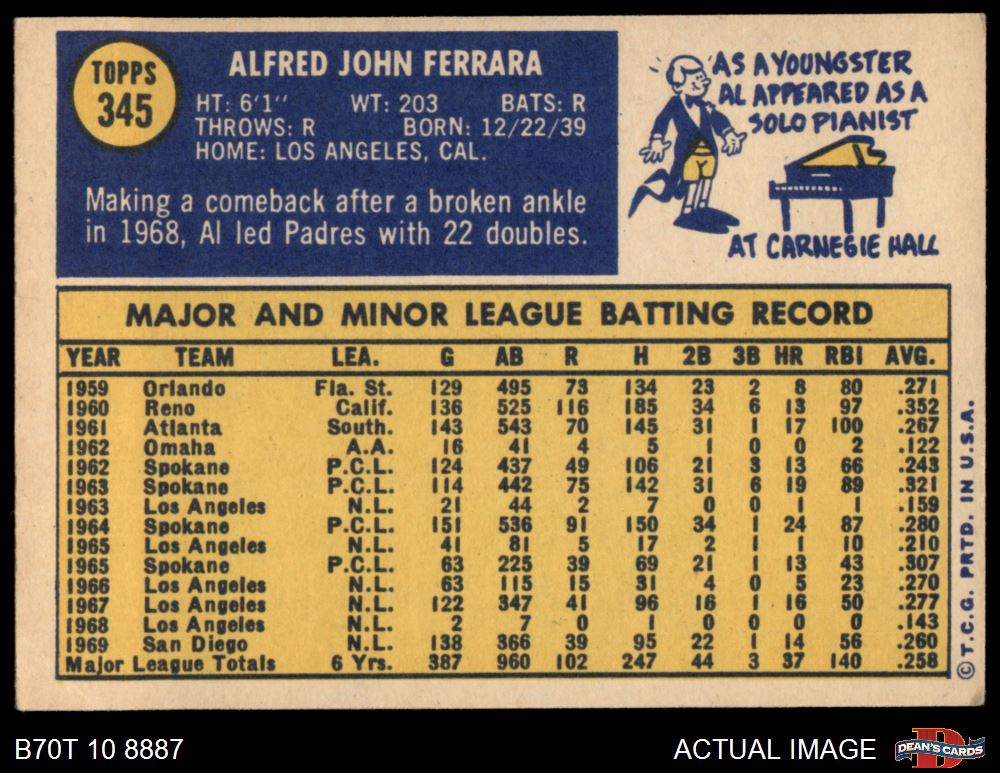 TOPPS
345
ALFRED JOHN FERRARA
HT: 6'1" WT: 203 BATS: R
THROWS: R BORN: 12/22/39
HOME: LOS ANGELES, CAL.
Making a comeback after a broken ankle
in 1968, Al led Padres with 22 doubles.
AS A YOUNGSTER
AL APPEARED AS A
SOLO PIANIST
AT CARNEGIE HALL
MAJOR AND MINOR LEAGUE BATTING RECORD
YEAR TEAM LEA. G AB R H 2B 3B HR RBI AVG.
1959 Orlando Fla. St. 129 495 73 134 23 2 8 80 .271
1960 Reno Calif. 136 525 116 185 34 6 13 97 .352
1961 Atlanta South. 143 543 70 145 31 1 17 100 .267
1962 Omaha A.A. 16 41 4 5 1 0 0 2 .122
1962 Spokane P.C.L. 124 437 49 106 21 3 13 66 .243
1963 Spokane P.C.L. 114 442 75 142 31 6 19 89 .321
1963 Los Angeles N.L. 21 44 2 7 0 0 1 1 .159
1964 Spokane P.C.L. 151 536 91 150 34 1 24 87 .280
1965 Los Angeles N.L. 41 81 5 17 2 1 1 10 .210
1965 Spokane P.C.L. 63 225 39 69 21 1 13 43 .307
1966 Los Angeles N.L. 63 115 15 31 4 0 5 23 .270
1967 Los Angeles N.L. 122 347 41 96 16 1 16 50 .277
1968 Los Angeles N.L. 2 7 0 1 0 0 0 0 .143
1969 San Diego N.L. 138 366 39 95 22 1 14 56 .260
Major League Totals 6 Yrs. 387 960 102 247 44 3 37 140 .258
© T.C.G. PRTD. IN U.S.A.
B70T 10 8887
ACTUAL IMAGE
DEAN'S CARDS